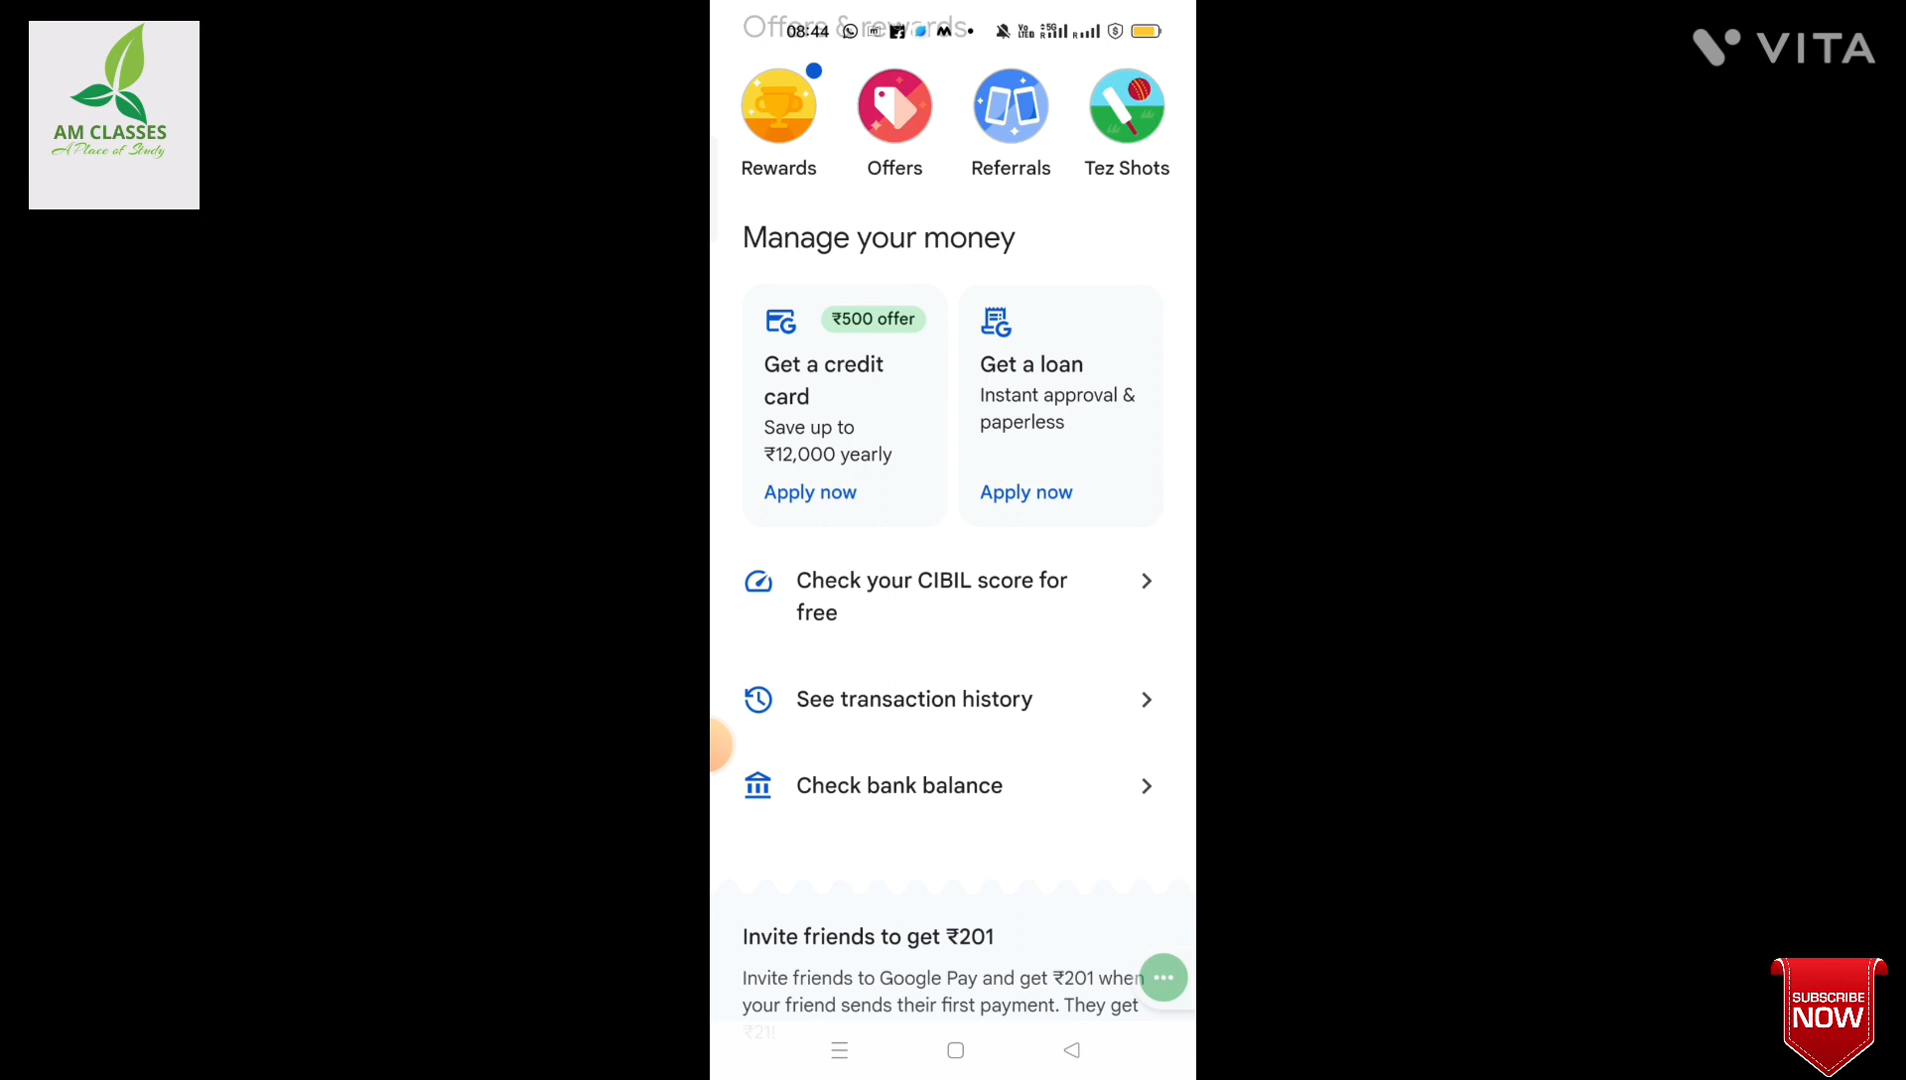 AM CLASSES
A Place of Study
VITA
Offers & rewards
08:44
Rewards
Offers
Referrals
Tez Shots
Manage your money
₹500 offer
Get a credit
card
Save up to
₹12,000 yearly
Apply now
Get a loan
Instant approval &
paperless
Apply now
Check your CIBIL score for
free
See transaction history
Check bank balance
Invite friends to get ₹201
Invite friends to Google Pay and get ₹201 when
your friend sends their first payment. They get
₹21!
SUBSCRIBE
NOW